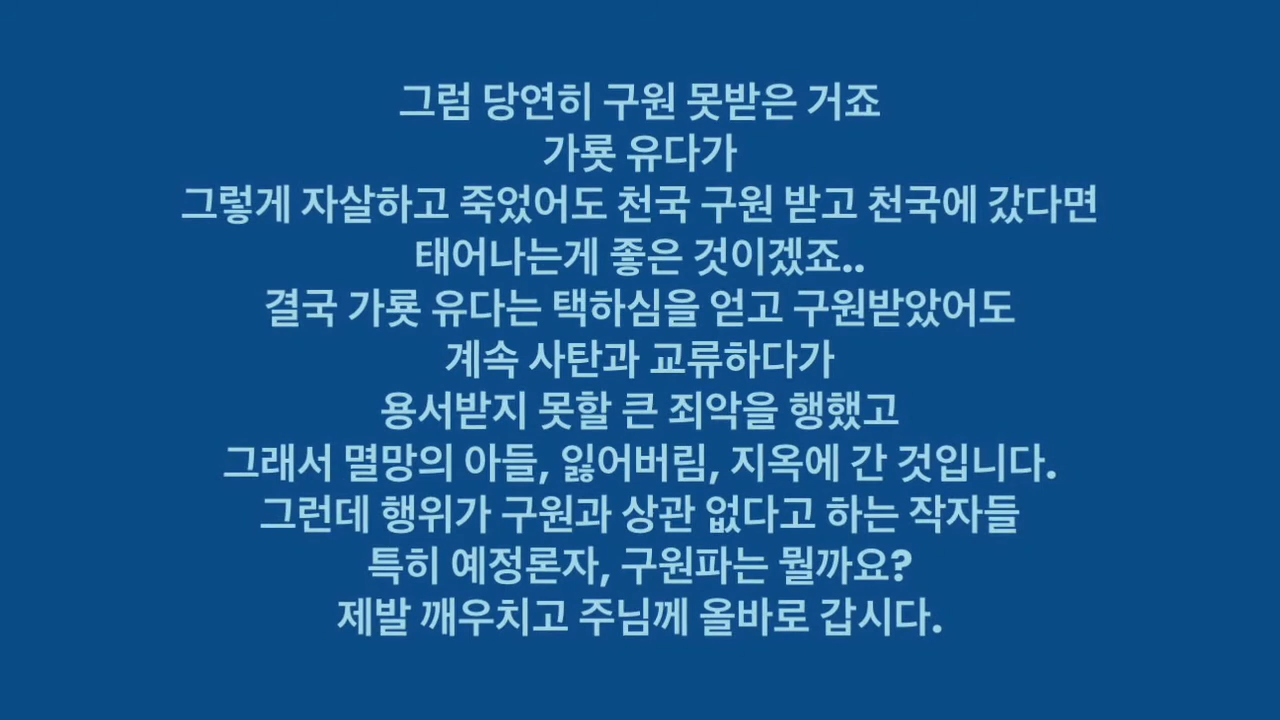 그럼 당연히 구원 못받은 거죠
가룟 유다가
그렇게 자살하고 죽었어도 천국 구원 받고 천국에 갔다면
태어나는게 좋은 것이겠죠..
결국 가룟 유다는 택하심을 얻고 구원받았어도
계속 사탄과 교류하다가
용서받지 못할 큰 죄악을 행했고
그래서 멸망의 아들, 잃어버림, 지옥에 간 것입니다.
그런데 행위가 구원과 상관 없다고 하는 작자들
특히 예정론자, 구원파는 뭘까요?
제발 깨우치고 주님께 올바로 갑시다.